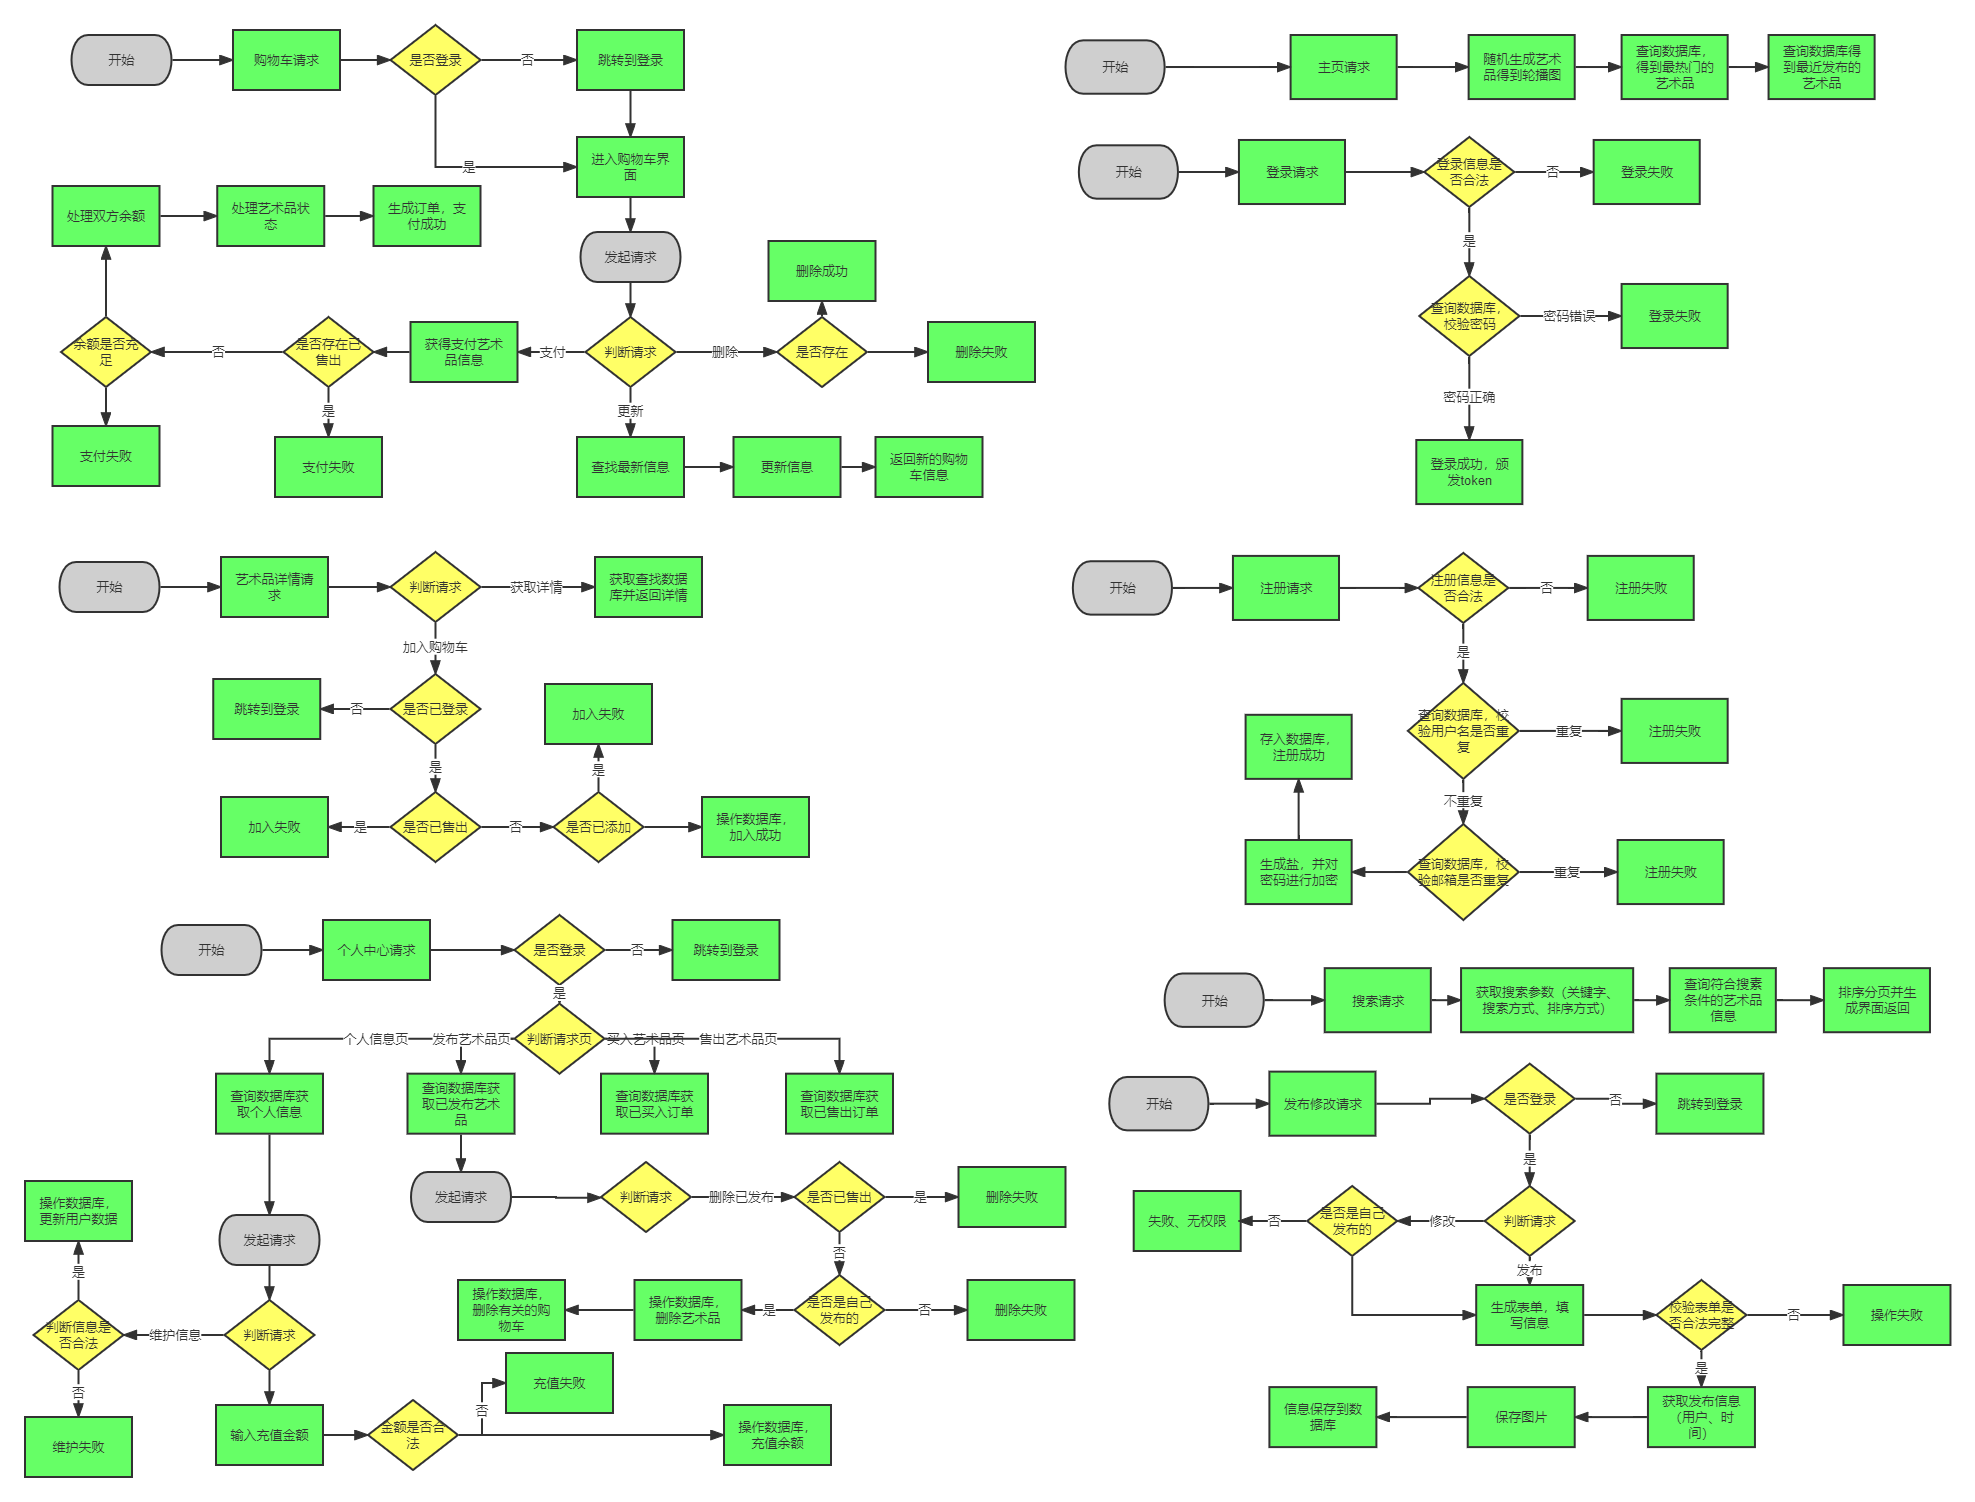 开始
购物车请求
是否登录
否
跳转到登录
是
进入购物车界
面
处理双方余额
处理艺术品状
态
生成订单，支
付成功
发起请求
删除成功
余额是否充
足
否
是否存在已
售出
获得支付艺术
品信息
支付
判断请求
删除
是否存在
删除失败
是
更新
支付失败
支付失败
查找最新信息
更新信息
返回新的购物
车信息
开始
主页请求
随机生成艺术
品得到轮播图
查询数据库，
得到最热门的
艺术品
查询数据库得
到最近发布的
艺术品
开始
登录请求
登录信息是
否合法
否
登录失败
是
查询数据库，
校验密码
密码错误
登录失败
密码正确
登录成功，颁
发token
开始
艺术品详情请
求
判断请求
获取详情
获取查找数据
库并返回详情
加入购物车
跳转到登录
否
是否已登录
加入失败
是
是
加入失败
是
是否已售出
否
是否已添加
操作数据库，
加入成功
开始
注册请求
注册信息是
否合法
否
注册失败
是
存入数据库，
注册成功
查询数据库，校
验用户名是否重
复
重复
注册失败
不重复
生成盐，并对
密码进行加密
查询数据库，校
验邮箱是否重复
重复
注册失败
开始
个人中心请求
是否登录
否
跳转到登录
是
个人信息页
发布艺术品页
判断请求页
买入艺术品页
售出艺术品页
查询数据库获
取个人信息
查询数据库获
取已发布艺术
品
查询数据库获
取已买入订单
查询数据库获
取已售出订单
发起请求
判断请求
删除已发布
是否已售出
是
删除失败
操作数据库，
更新用户数据
发起请求
否
是
操作数据库，
删除有关的购
物车
操作数据库，
删除艺术品
是
是否是自己
发布的
否
删除失败
判断信息是
否合法
维护信息
判断请求
否
充值失败
否
维护失败
输入充值金额
金额是否合
法
操作数据库，
充值余额
开始
搜素请求
获取搜素参数（关键字、
搜索方式、排序方式）
查询符合搜素
条件的艺术品
信息
排序分页并生
成界面返回
开始
发布修改请求
是否登录
否
跳转到登录
是
失败、无权限
否
是否是自己
发布的
修改
判断请求
发布
生成表单，填
写信息
校验表单是
否合法完整
否
操作失败
是
信息保存到数
据库
保存图片
获取发布信息
（用户、时
间）